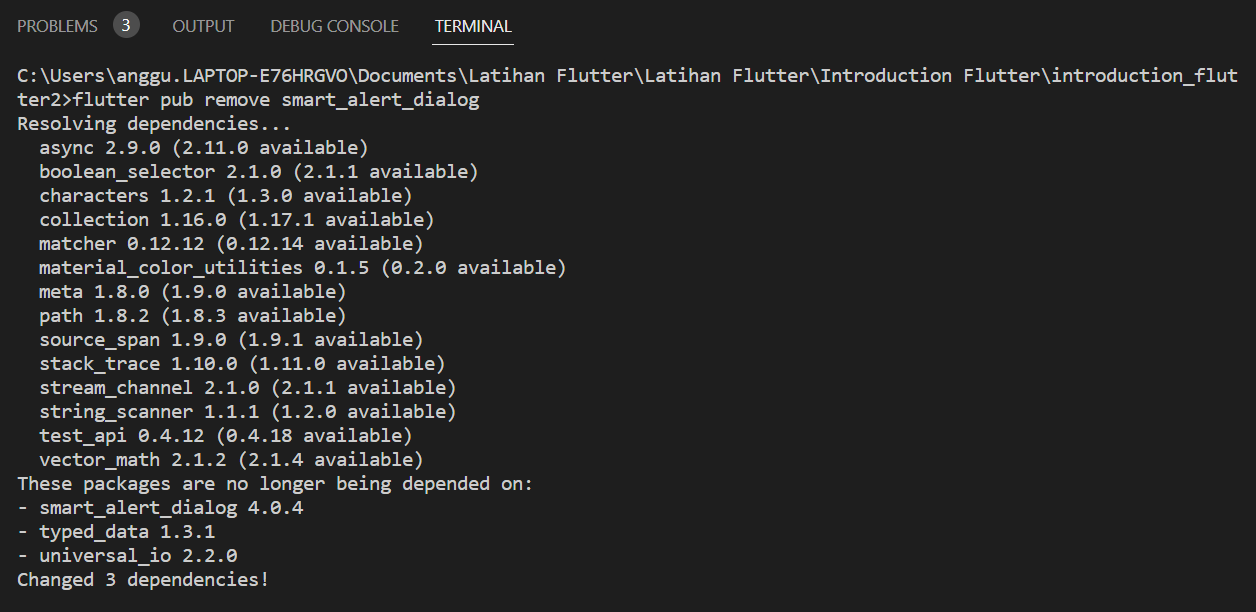 PROBLEMS 3 OUTPUT DEBUG CONSOLE TERMINAL
C:\Users\anggu.LAPTOP-E76HRGVO\Documents\Latihan Flutter\Latihan Flutter\Introduction Flutter\introduction_flut
ter2>flutter pub remove smart_alert_dialog
Resolving dependencies...
  async 2.9.0 (2.11.0 available)
  boolean_selector 2.1.0 (2.1.1 available)
  characters 1.2.1 (1.3.0 available)
  collection 1.16.0 (1.17.1 available)
  matcher 0.12.12 (0.12.14 available)
  material_color_utilities 0.1.5 (0.2.0 available)
  meta 1.8.0 (1.9.0 available)
  path 1.8.2 (1.8.3 available)
  source_span 1.9.0 (1.9.1 available)
  stack_trace 1.10.0 (1.11.0 available)
  stream_channel 2.1.0 (2.1.1 available)
  string_scanner 1.1.1 (1.2.0 available)
  test_api 0.4.12 (0.4.18 available)
  vector_math 2.1.2 (2.1.4 available)
These packages are no longer being depended on:
- smart_alert_dialog 4.0.4
- typed_data 1.3.1
- universal_io 2.2.0
Changed 3 dependencies!